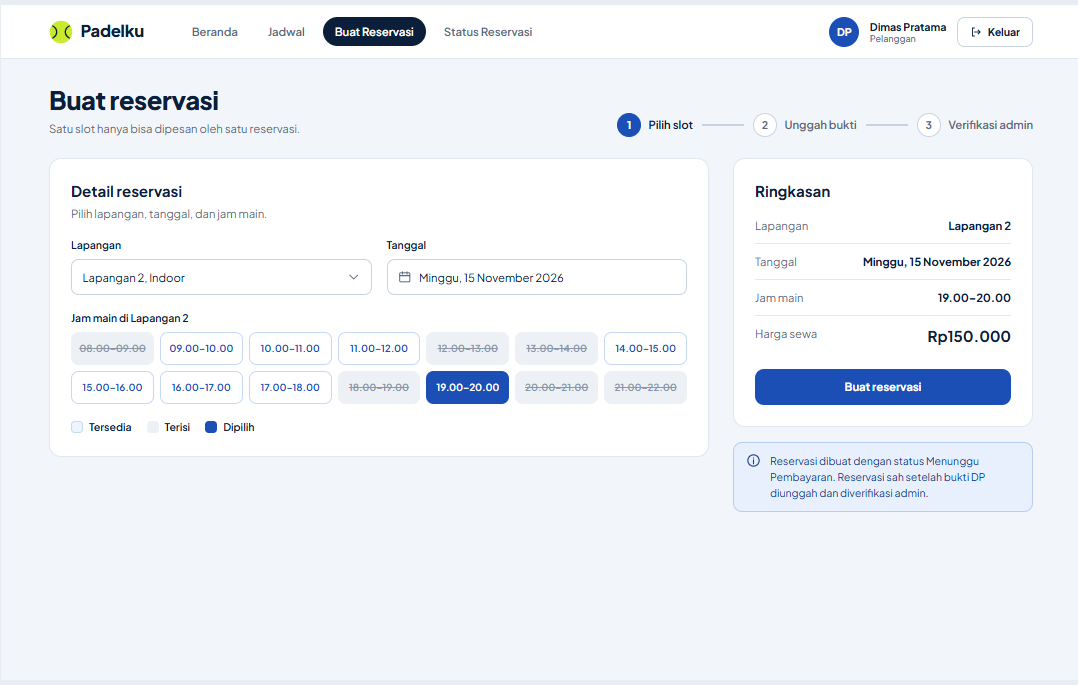 Padelku
Beranda
Jadwal
Buat Reservasi
Status Reservasi
DP
Dimas Pratama
Pelanggan
Keluar
Buat reservasi
Satu slot hanya bisa dipesan oleh satu reservasi.
1 Pilih slot
2 Unggah bukti
3 Verifikasi admin
Detail reservasi
Pilih lapangan, tanggal, dan jam main.
Lapangan
Lapangan 2, Indoor
Tanggal
Minggu, 15 November 2026
Jam main di Lapangan 2
08.00–09.00 09.00–10.00 10.00–11.00 11.00–12.00 12.00–13.00 13.00–14.00 14.00–15.00
15.00–16.00 16.00–17.00 17.00–18.00 18.00–19.00 19.00–20.00 20.00–21.00 21.00–22.00
Tersedia Terisi Dipilih
Ringkasan
Lapangan Lapangan 2
Tanggal Minggu, 15 November 2026
Jam main 19.00–20.00
Harga sewa Rp150.000
Buat reservasi
Reservasi dibuat dengan status Menunggu
Pembayaran. Reservasi sah setelah bukti DP
diunggah dan diverifikasi admin.